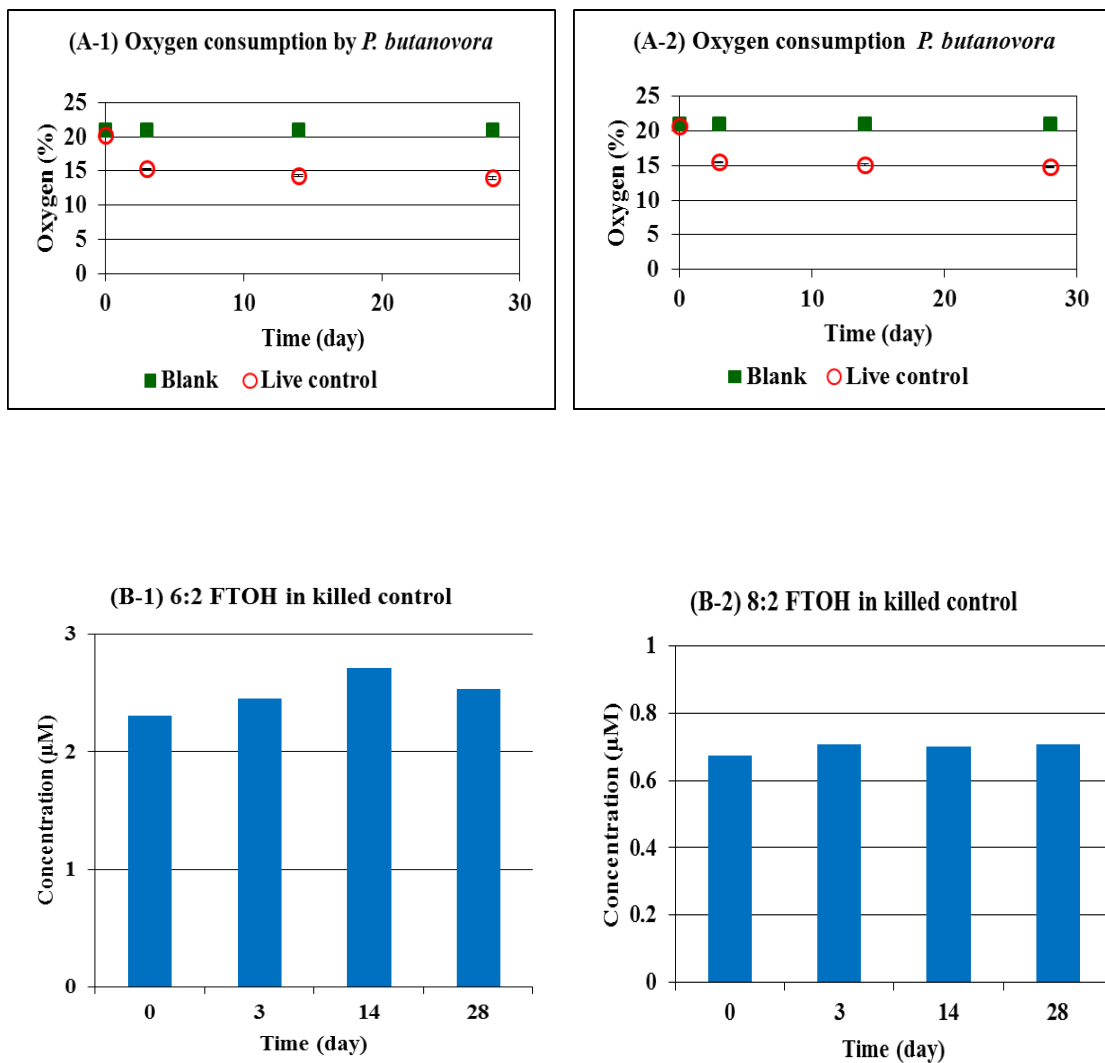 (A-1) Oxygen consumption by P. butanovora
25
20
15
10
5
0
Oxygen (%)
0 10 20 30
Time (day)
Blank Live control
(A-2) Oxygen consumption P. butanovora
25
20
15
10
5
0
Oxygen (%)
0 10 20 30
Time (day)
Blank Live control
(B-1) 6:2 FTOH in killed control
3
2
1
0
Concentration (µM)
0 3 14 28
Time (day)
(B-2) 8:2 FTOH in killed control
1
0.8
0.6
0.4
0.2
0
Concentration (µM)
0 3 14 28
Time (day)